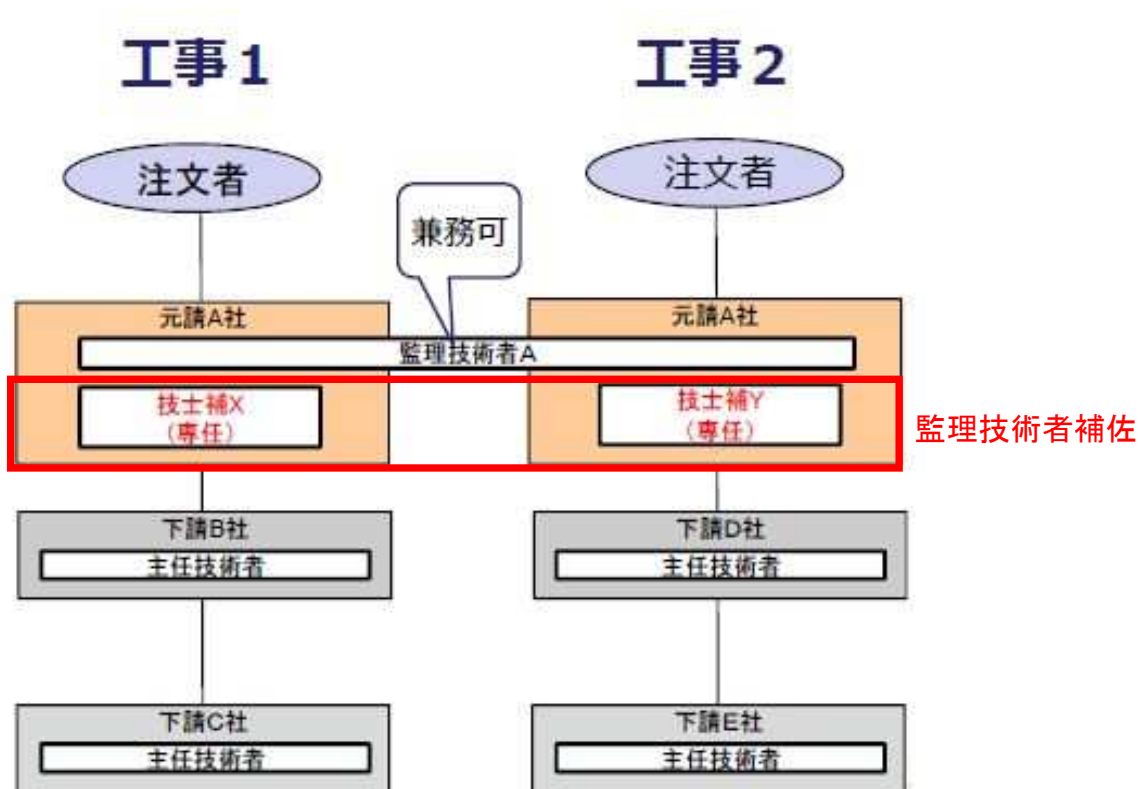 工事1
工事2
注文者
注文者
兼務可
元請A社
元請A社
監理技術者A
技士補X
(専任)
技士補Y
(専任)
監理技術者補佐
下請B社
主任技術者
下請D社
主任技術者
下請C社
主任技術者
下請E社
主任技術者